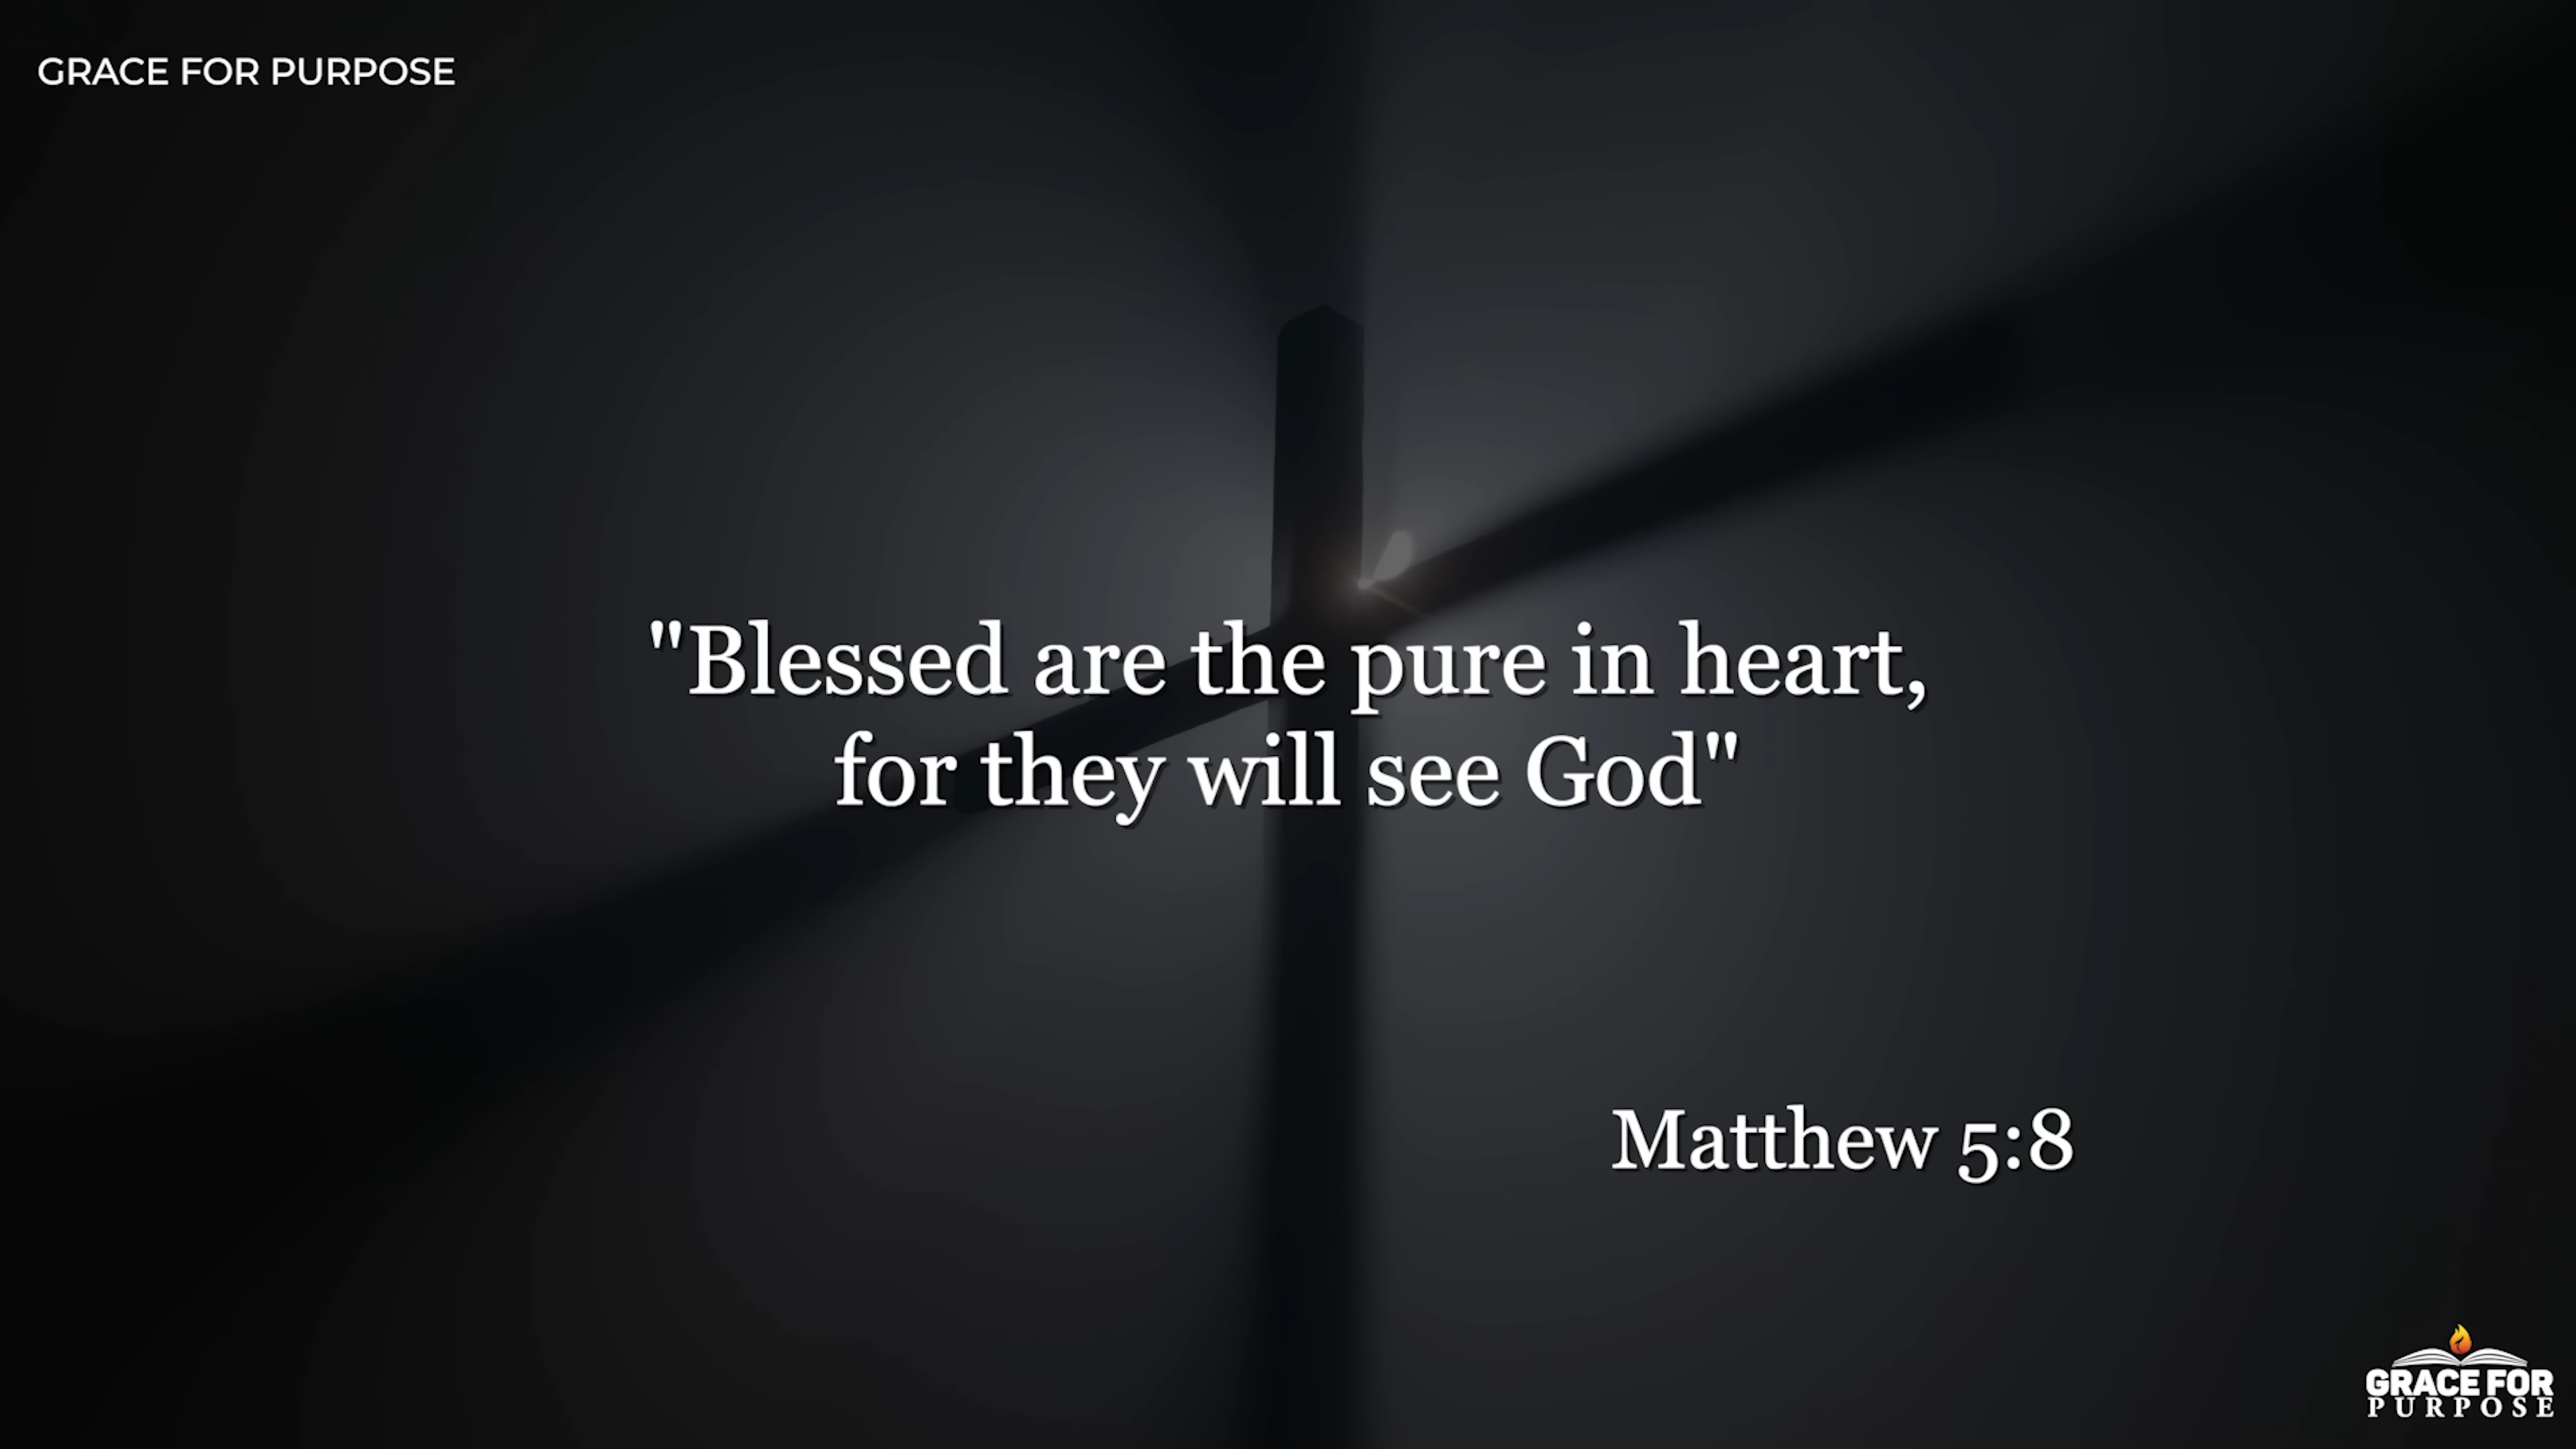 GRACE FOR PURPOSE
"Blessed are the pure in heart,
for they will see God"
Matthew 5:8
GRACE FOR
PURPOSE